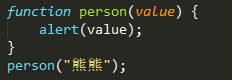 function person(value) {
    alert(value);
}
person("熊熊");